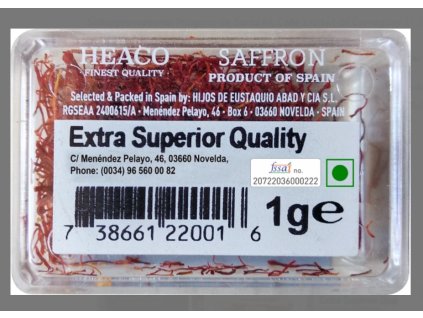 HEACO SAFFRON
FINEST QUALITY · PRODUCT OF SPAIN
Selected & Packed in Spain by: HIJOS DE EUSTAQUIO ABAD Y CIA S.L.
RGSEAA 2400615/A · Menéndez Pelayo, 46 · Box 6 · 03660 NOVELDA · SPAIN
Extra Superior Quality
C/ Menéndez Pelayo, 46, 03660 Novelda,
Phone: (0034) 96 560 00 82
fssai no.
20722036000222
1g℮
7 38661 22001 6